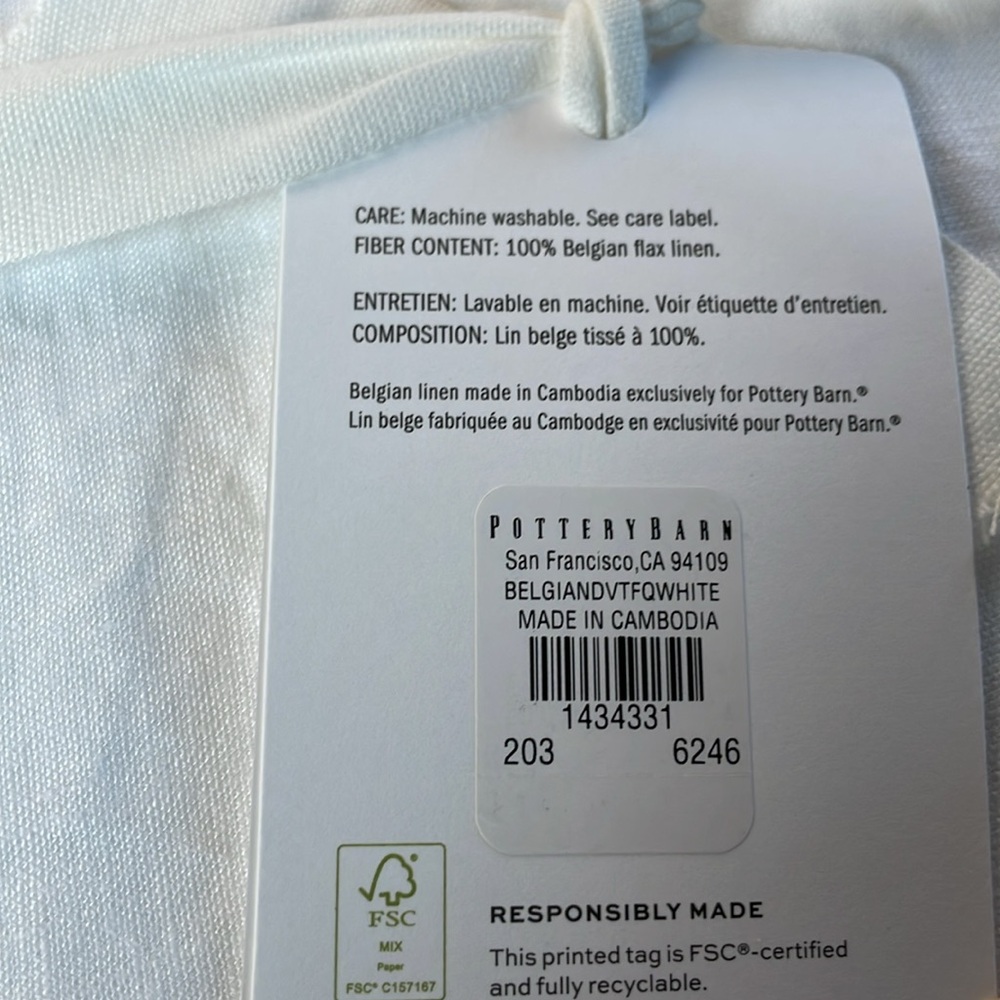 CARE: Machine washable. See care label.
FIBER CONTENT: 100% Belgian flax linen.
ENTRETIEN: Lavable en machine. Voir étiquette d'entretien.
COMPOSITION: Lin belge tissé à 100%.
Belgian linen made in Cambodia exclusively for Pottery Barn.®
Lin belge fabriquée au Cambodge en exclusivité pour Pottery Barn.®
POTTERY BARN
San Francisco,CA 94109
BELGIANDVTFQWHITE
MADE IN CAMBODIA
1434331
203 6246
FSC
MIX
Paper
FSC® C157167
RESPONSIBLY MADE
This printed tag is FSC®-certified
and fully recyclable.